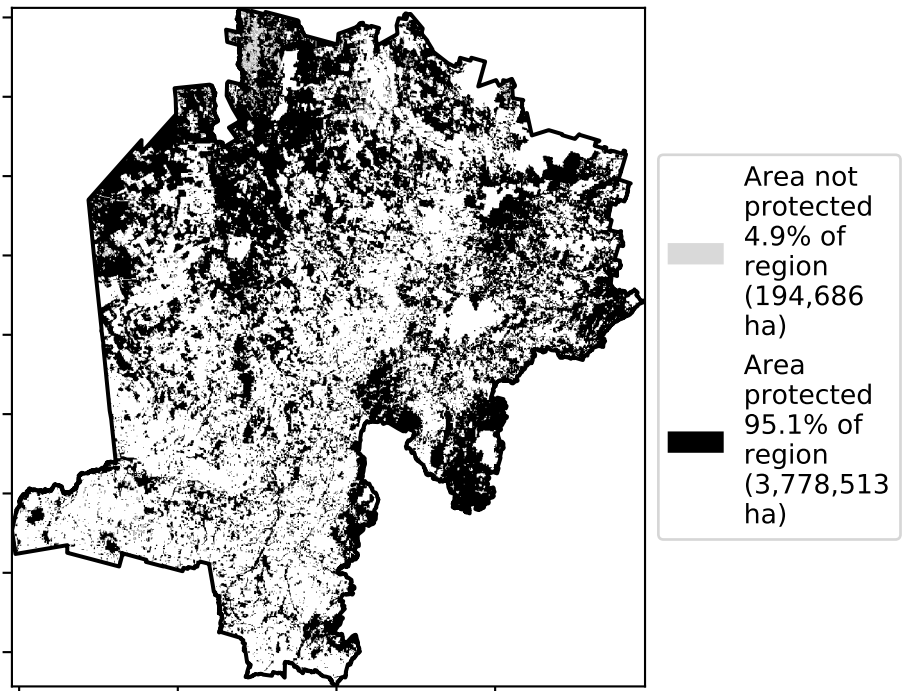 Area not
protected
4.9% of
region
(194,686
ha)
Area
protected
95.1% of
region
(3,778,513
ha)